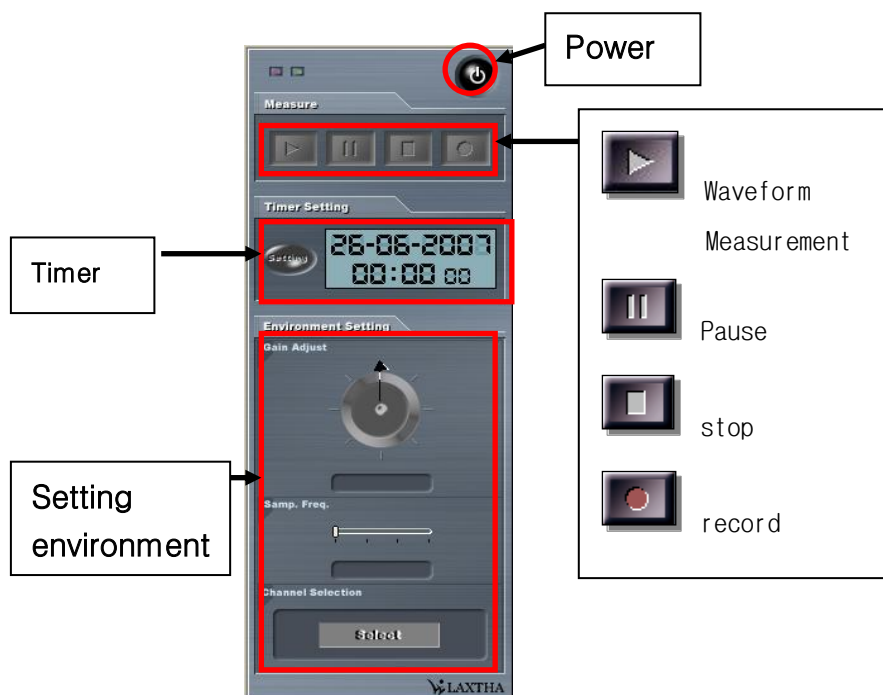 Power
Measure
Waveform
Measurement
Timer Setting
Setting
26-06-2007
00:00 00
Timer
Pause
Environment Setting
Gain Adjust
stop
Setting
environment
Samp. Freq.
record
Channel Selection
Select
LAXTHA